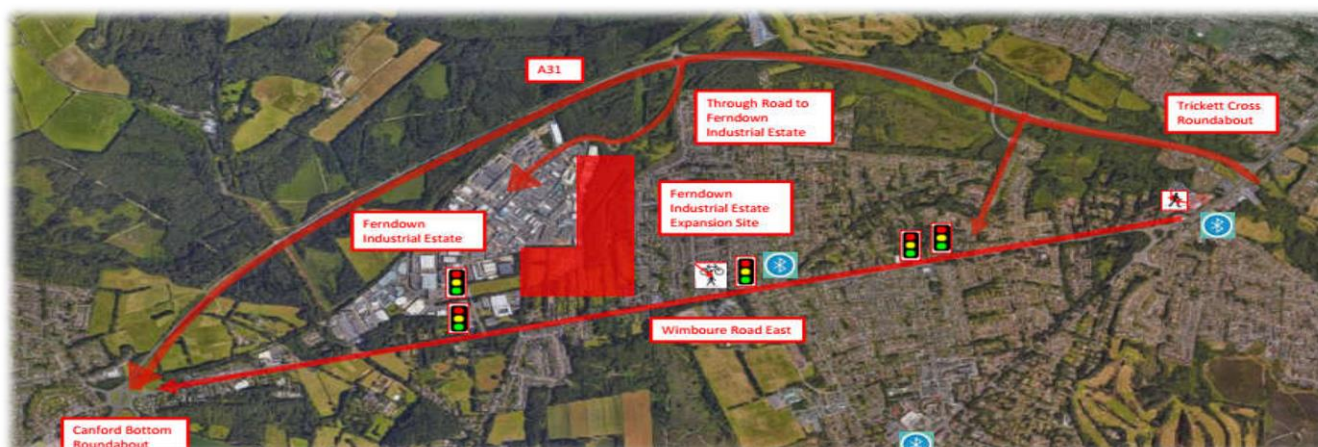 A31
Through Road to
Ferndown
Industrial Estate
Trickett Cross
Roundabout
Ferndown
Industrial Estate
Expansion Site
Ferndown
Industrial Estate
Wimboure Road East
Canford Bottom
Roundabout